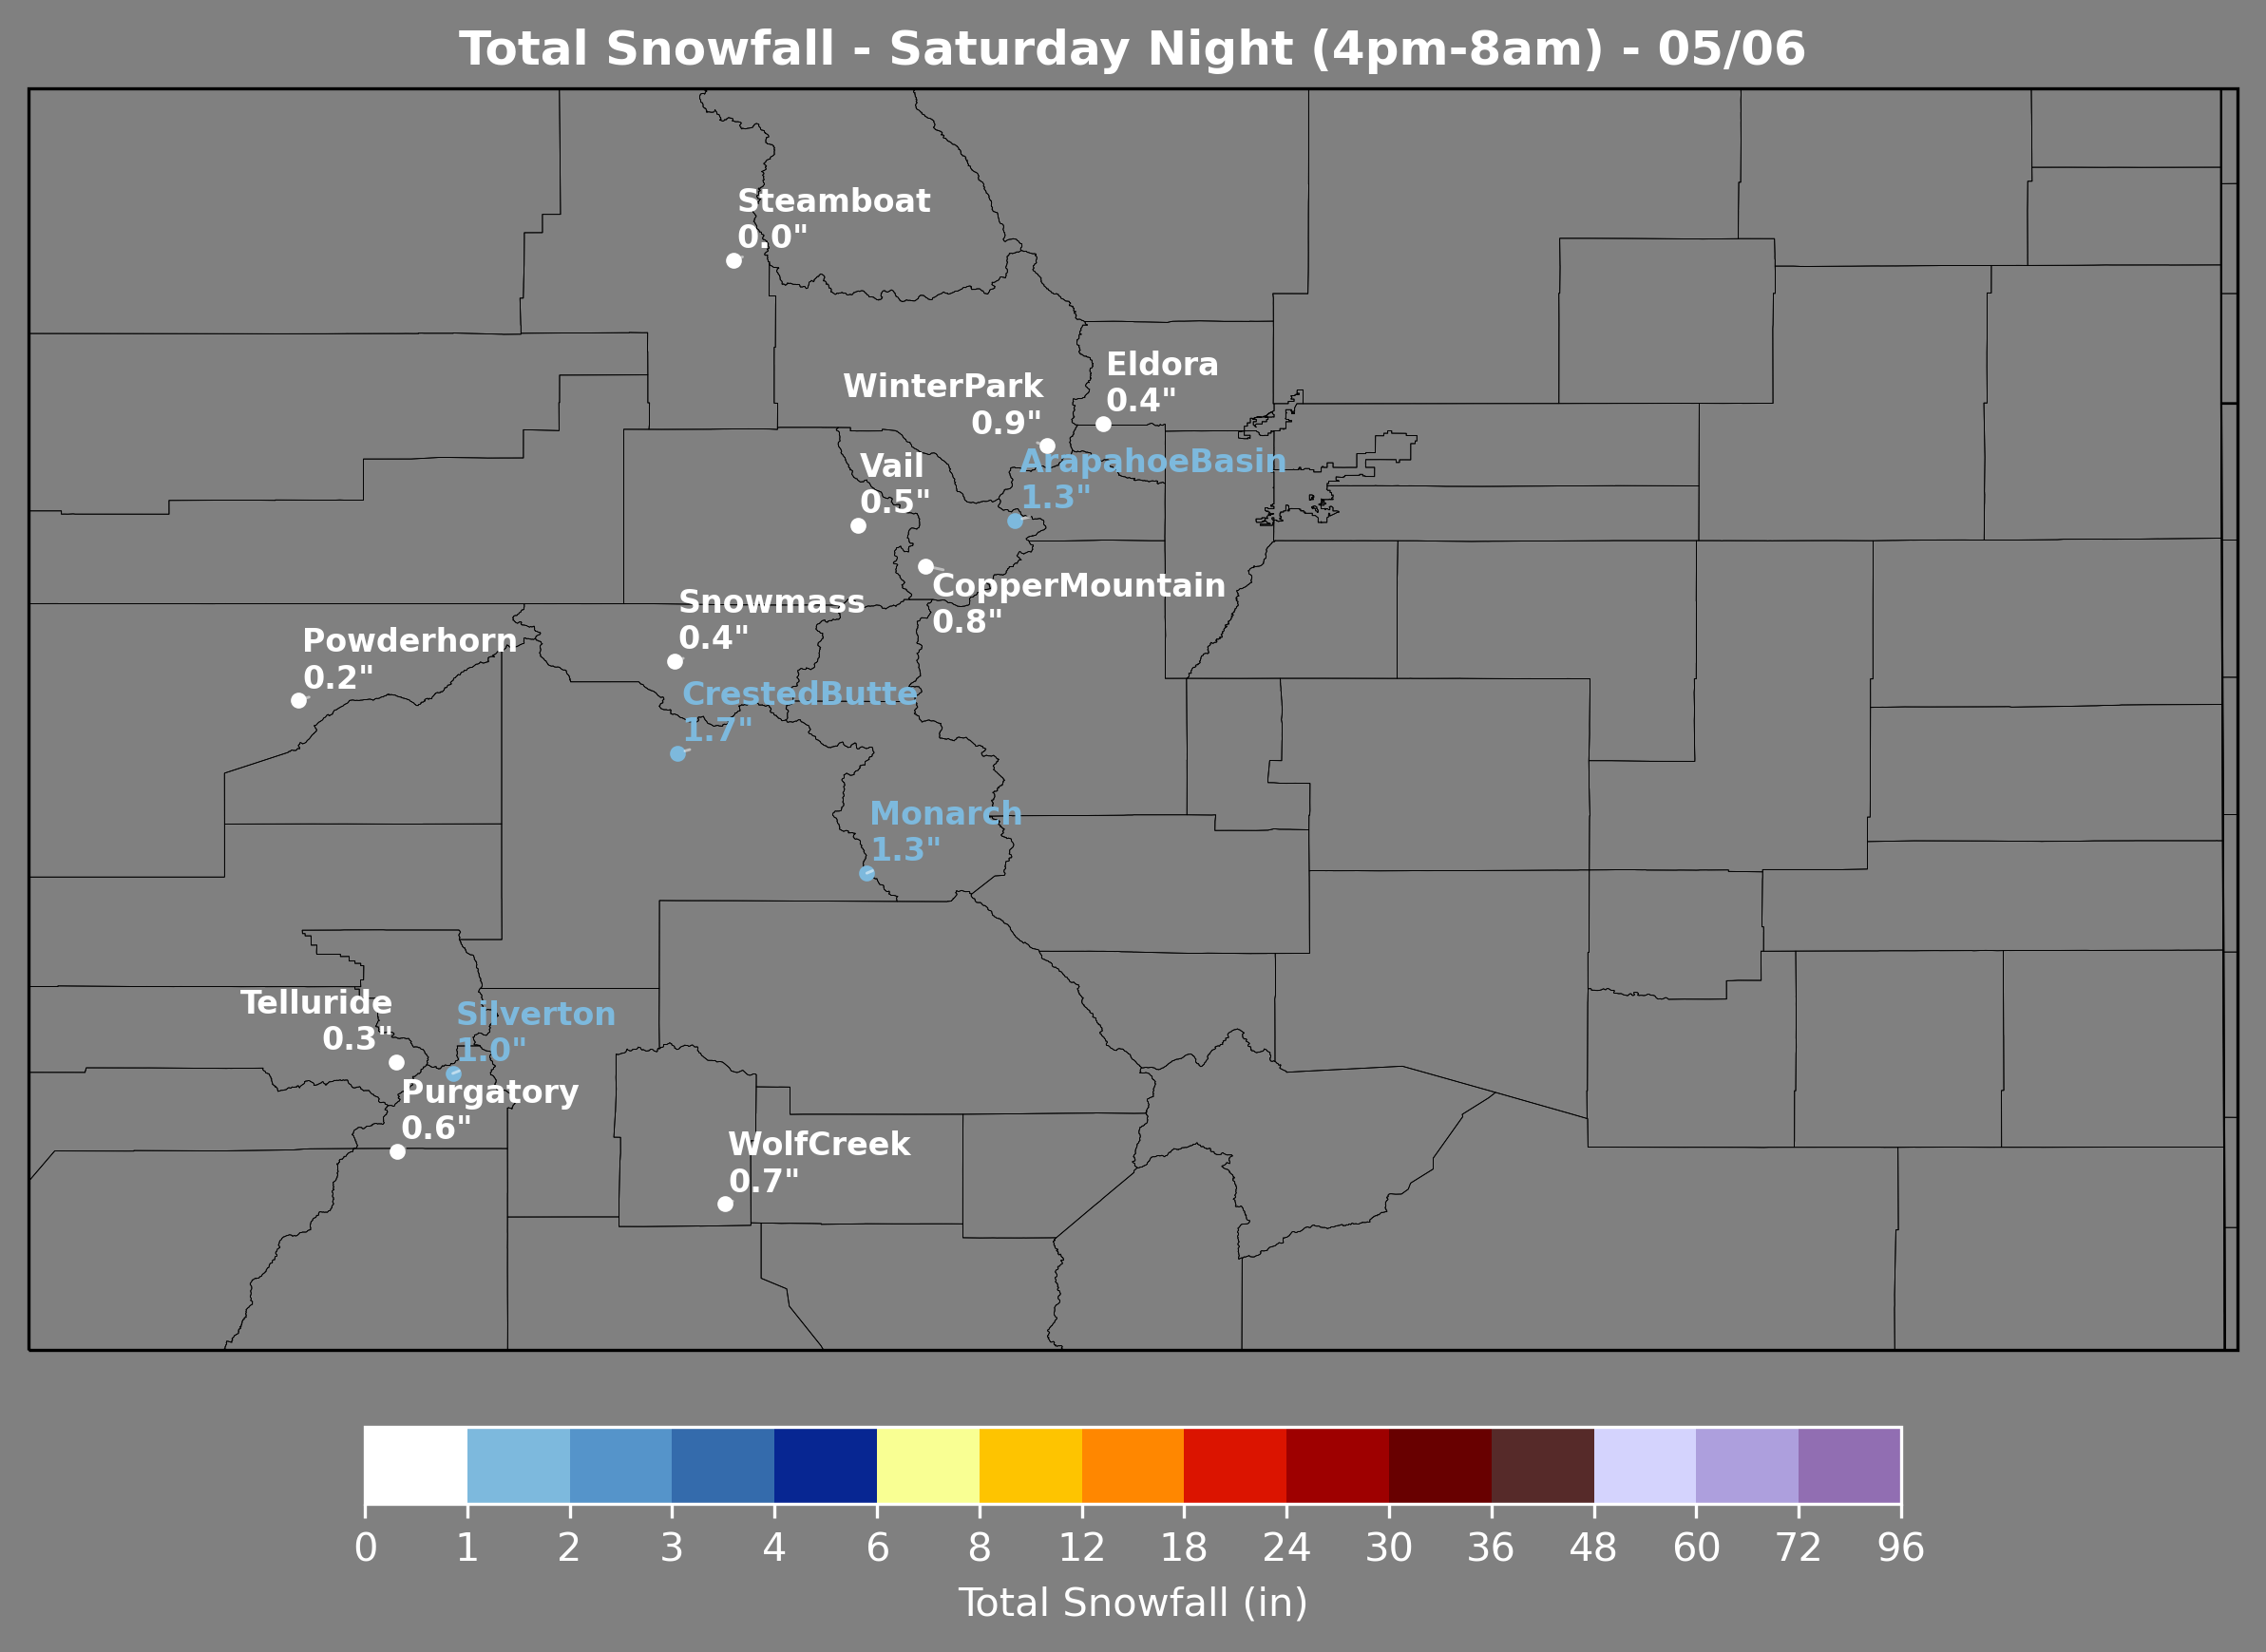 Total Snowfall - Saturday Night (4pm-8am) - 05/06
Steamboat
0.0"
Eldora
0.4"
WinterPark
0.9"
ArapahoeBasin
1.3"
Vail
0.5"
CopperMountain
0.8"
Snowmass
0.4"
Powderhorn
0.2"
CrestedButte
1.7"
Monarch
1.3"
Telluride
0.3"
Silverton
1.0"
Purgatory
0.6"
WolfCreek
0.7"
0 1 2 3 4 6 8 12 18 24 30 36 48 60 72 96
Total Snowfall (in)